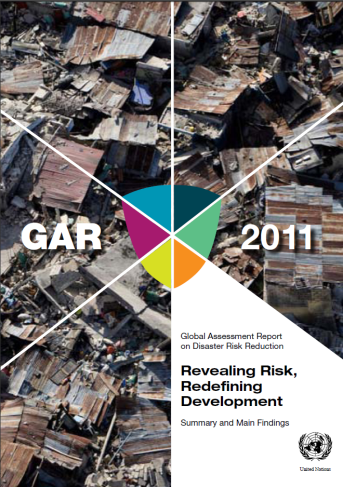 GAR 2011
Global Assessment Report
on Disaster Risk Reduction
Revealing Risk,
Redefining
Development
Summary and Main Findings
United Nations